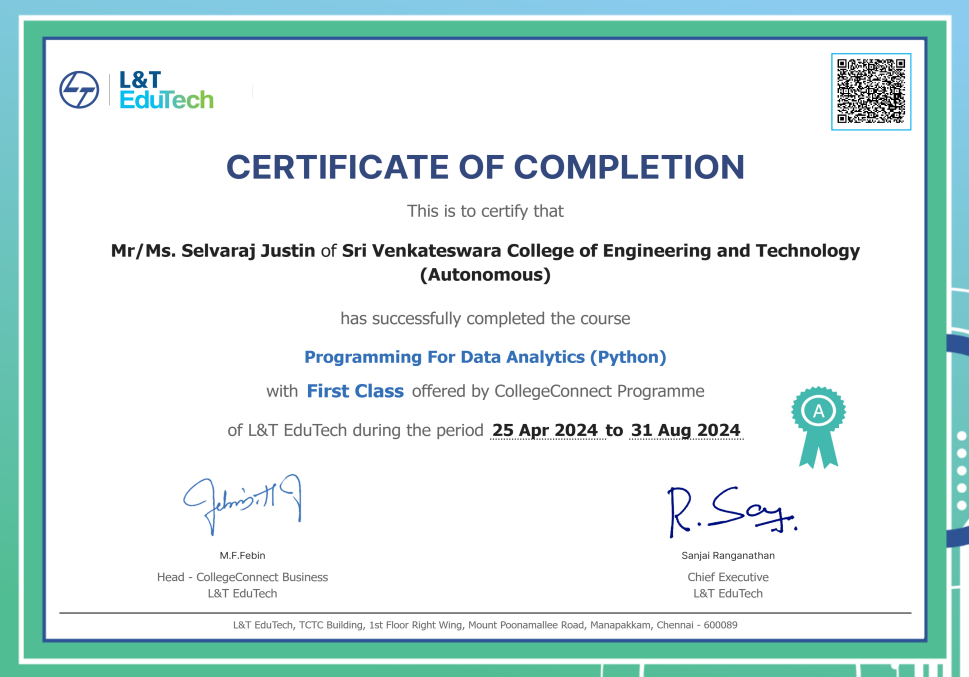 L&T
EduTech
CERTIFICATE OF COMPLETION
This is to certify that
Mr/Ms. Selvaraj Justin of Sri Venkateswara College of Engineering and Technology
(Autonomous)
has successfully completed the course
Programming For Data Analytics (Python)
with First Class offered by CollegeConnect Programme
of L&T EduTech during the period 25 Apr 2024 to 31 Aug 2024
A
R. Say.
M.F.Febin
Head - CollegeConnect Business
L&T EduTech
Sanjai Ranganathan
Chief Executive
L&T EduTech
L&T EduTech, TCTC Building, 1st Floor Right Wing, Mount Poonamallee Road, Manapakkam, Chennai - 600089